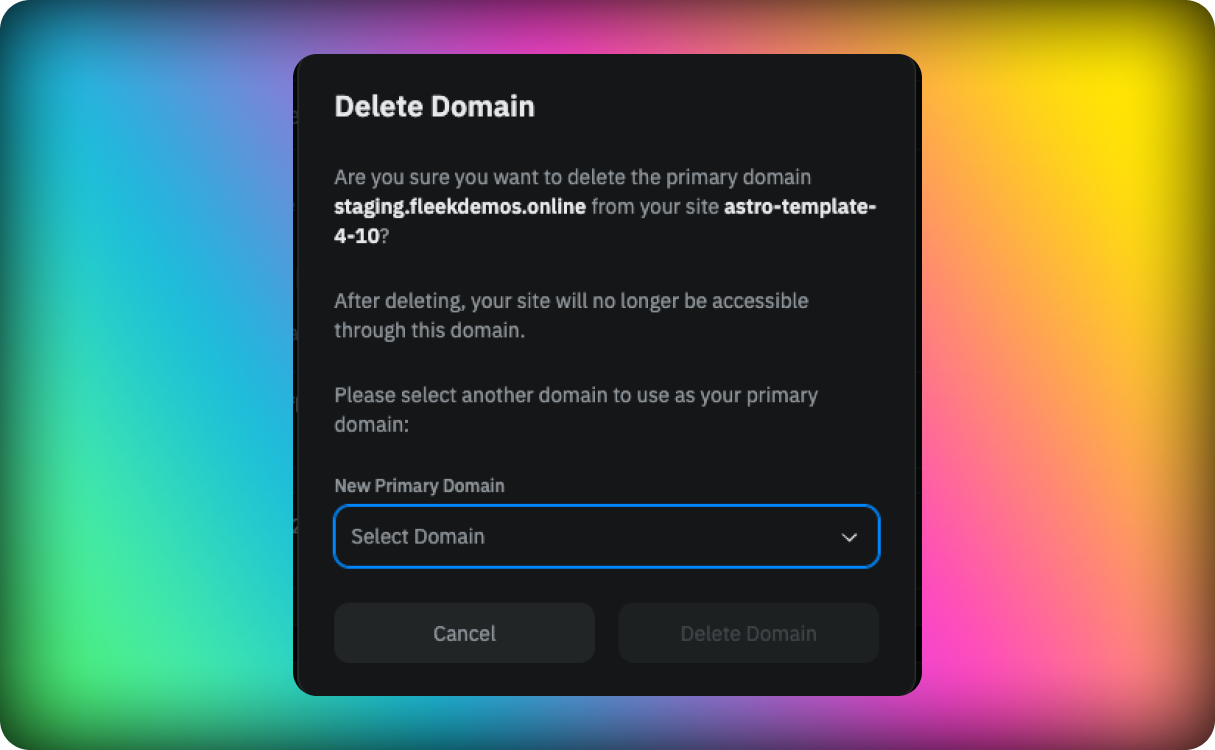 Delete Domain
Are you sure you want to delete the primary domain
staging.fleekdemos.online from your site astro-template-
4-10?
After deleting, your site will no longer be accessible
through this domain.
Please select another domain to use as your primary
domain:
New Primary Domain
Select Domain
Cancel
Delete Domain